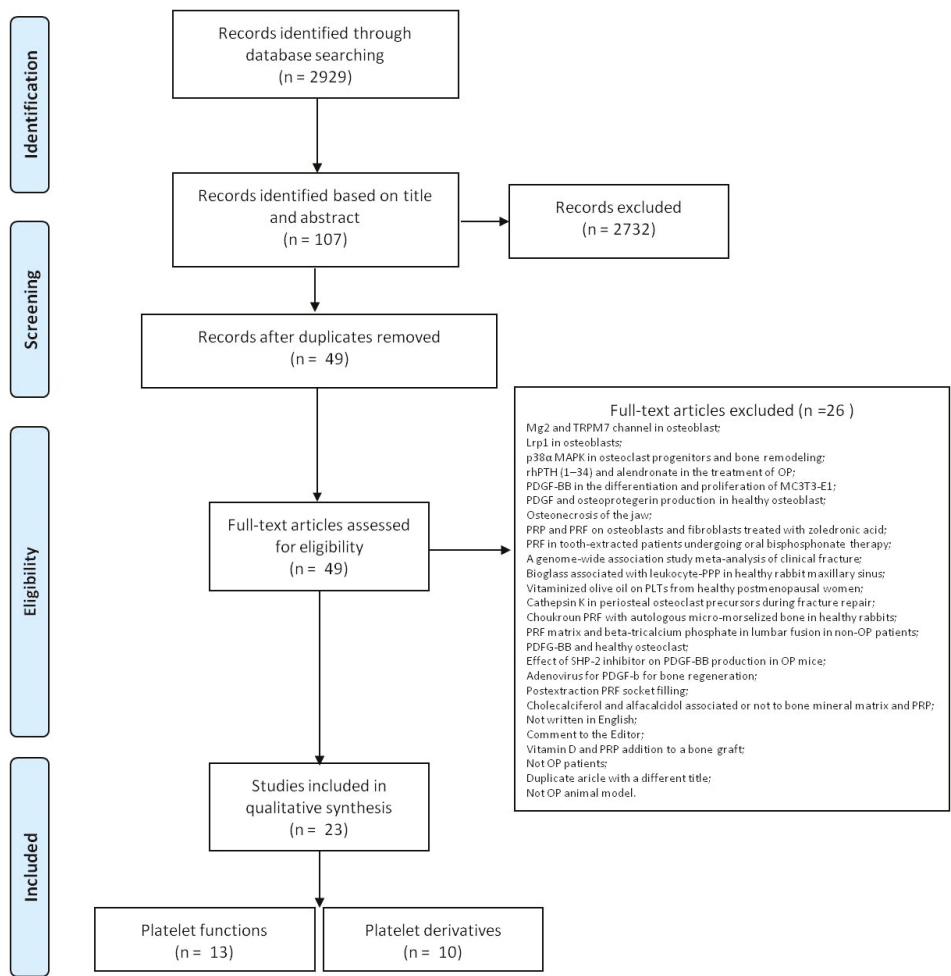 Identification
Records identified through
database searching
(n = 2929)
Records identified based on title
and abstract
(n = 107)
Records excluded
(n = 2732)
Screening
Records after duplicates removed
(n = 49)
Eligibility
Full-text articles assessed
for eligibility
(n = 49)
Full-text articles excluded (n =26 )
Mg2 and TRPM7 channel in osteoblast;
Lrp1 in osteoblasts;
p38α MAPK in osteoclast progenitors and bone remodeling;
rhPTH (1–34) and alendronate in the treatment of OP;
PDGF-BB in the differentiation and proliferation of MC3T3-E1;
PDGF and osteoprotegerin production in healthy osteoblast;
Osteonecrosis of the jaw;
PRP and PRF on osteoblasts and fibroblasts treated with zoledronic acid;
PRF in tooth-extracted patients undergoing oral bisphosphonate therapy;
A genome-wide association study meta-analysis of clinical fracture;
Bioglass associated with leukocyte-PPP in healthy rabbit maxillary sinus;
Vitaminized olive oil on PLTs from healthy postmenopausal women;
Cathepsin K in periosteal osteoclast precursors during fracture repair;
Choukroun PRF with autologous micro-morselized bone in healthy rabbits;
PRF matrix and beta-tricalcium phosphate in lumbar fusion in non-OP patients;
PDFG-BB and healthy osteoclast;
Effect of SHP-2 inhibitor on PDGF-BB production in OP mice;
Adenovirus for PDGF-b for bone regeneration;
Postextraction PRF socket filling;
Cholecalciferol and alfacalcidol associated or not to bone mineral matrix and PRP;
Not written in English;
Comment to the Editor;
Vitamin D and PRP addition to a bone graft;
Not OP patients;
Duplicate aricle with a different title;
Not OP animal model.
Included
Studies included in
qualitative synthesis
(n = 23)
Platelet functions
(n = 13)
Platelet derivatives
(n = 10)